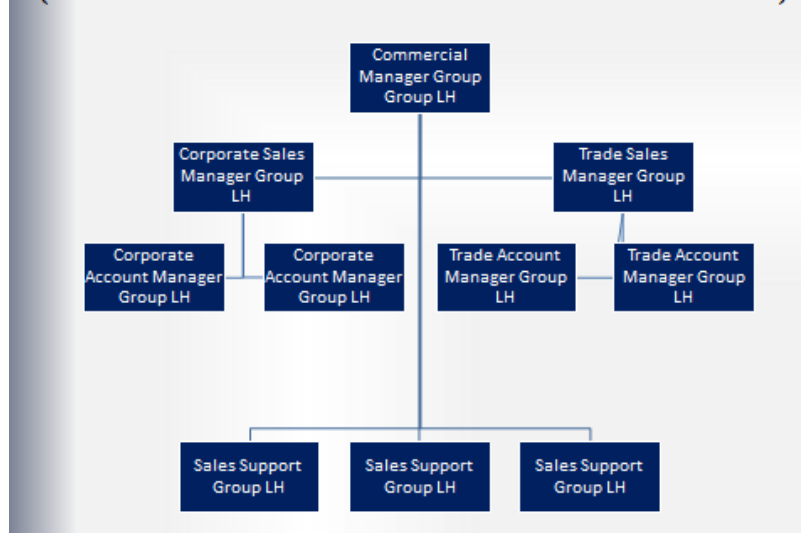 Commercial
Manager Group
Group LH
Corporate Sales
Manager Group
LH
Trade Sales
Manager Group
LH
Corporate
Account Manager
Group LH
Corporate
Account Manager
Group LH
Trade Account
Manager Group
LH
Trade Account
Manager Group
LH
Sales Support
Group LH
Sales Support
Group LH
Sales Support
Group LH